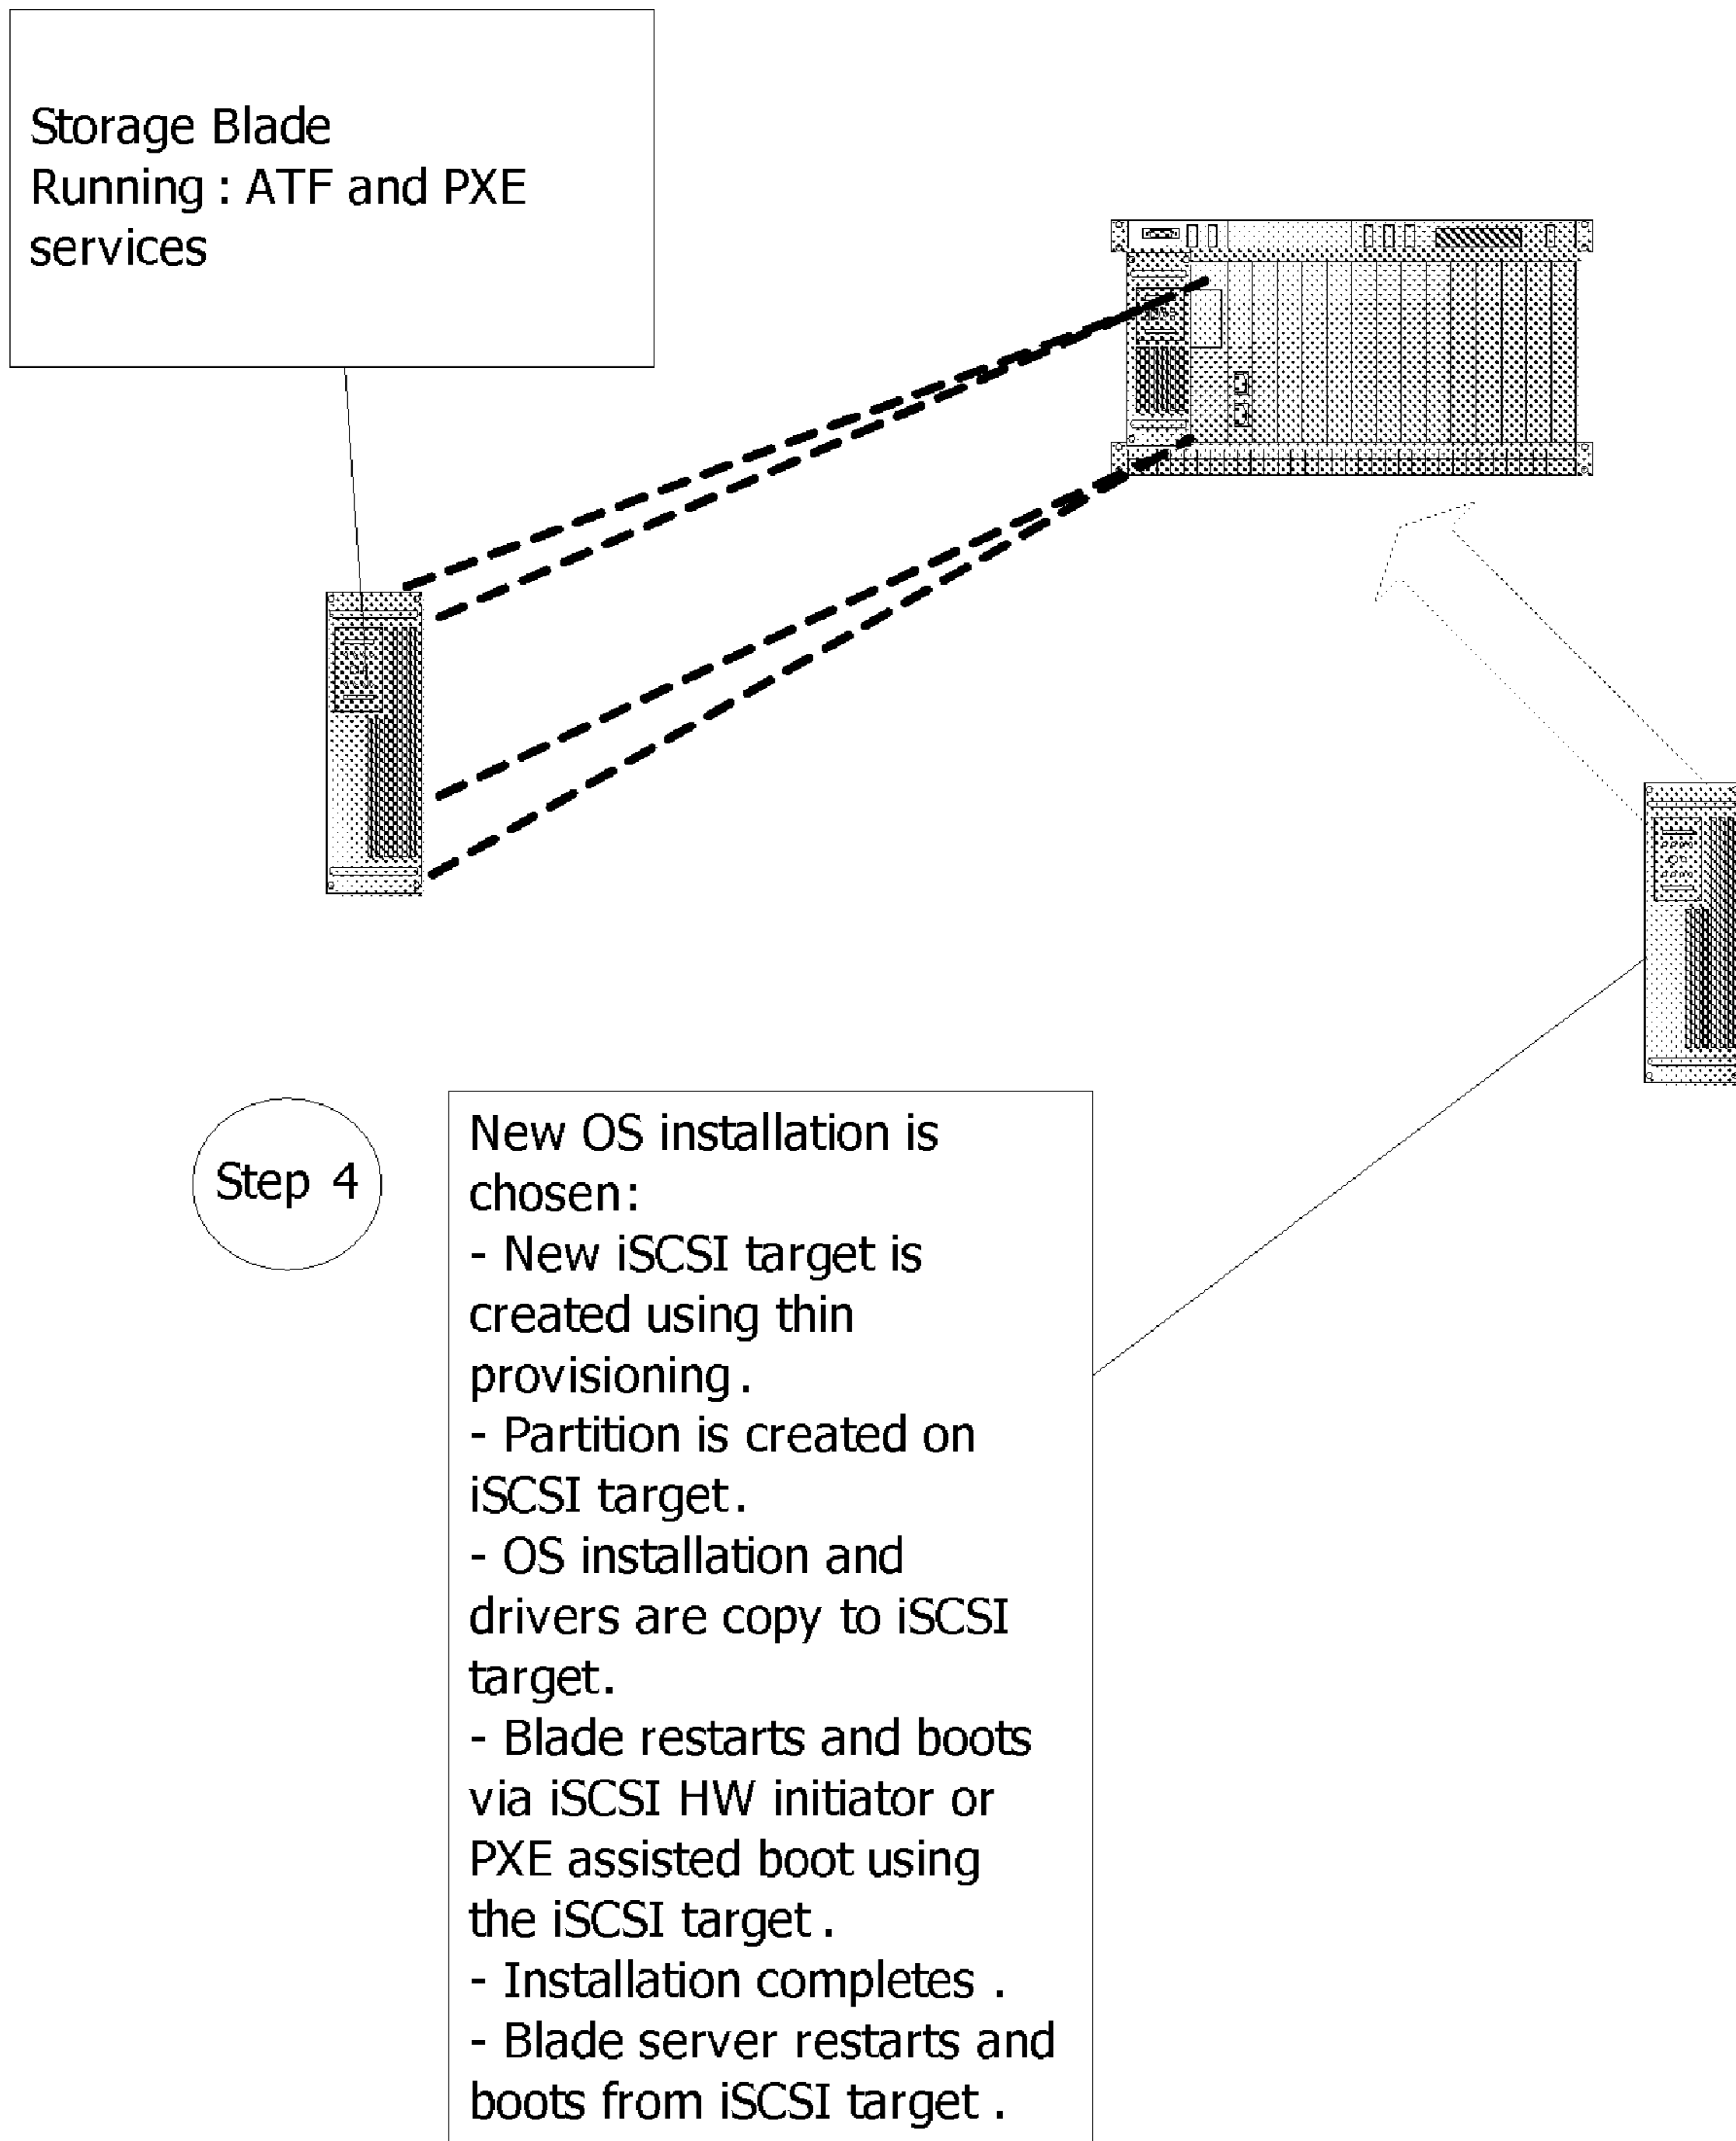 Storage Blade
Running : ATF and PXE
services
Step 4
New OS installation is
chosen:
- New iSCSI target is
created using thin
provisioning .
- Partition is created on
iSCSI target.
- OS installation and
drivers are copy to iSCSI
target.
- Blade restarts and boots
via iSCSI HW initiator or
PXE assisted boot using
the iSCSI target .
- Installation completes .
- Blade server restarts and
boots from iSCSI target .